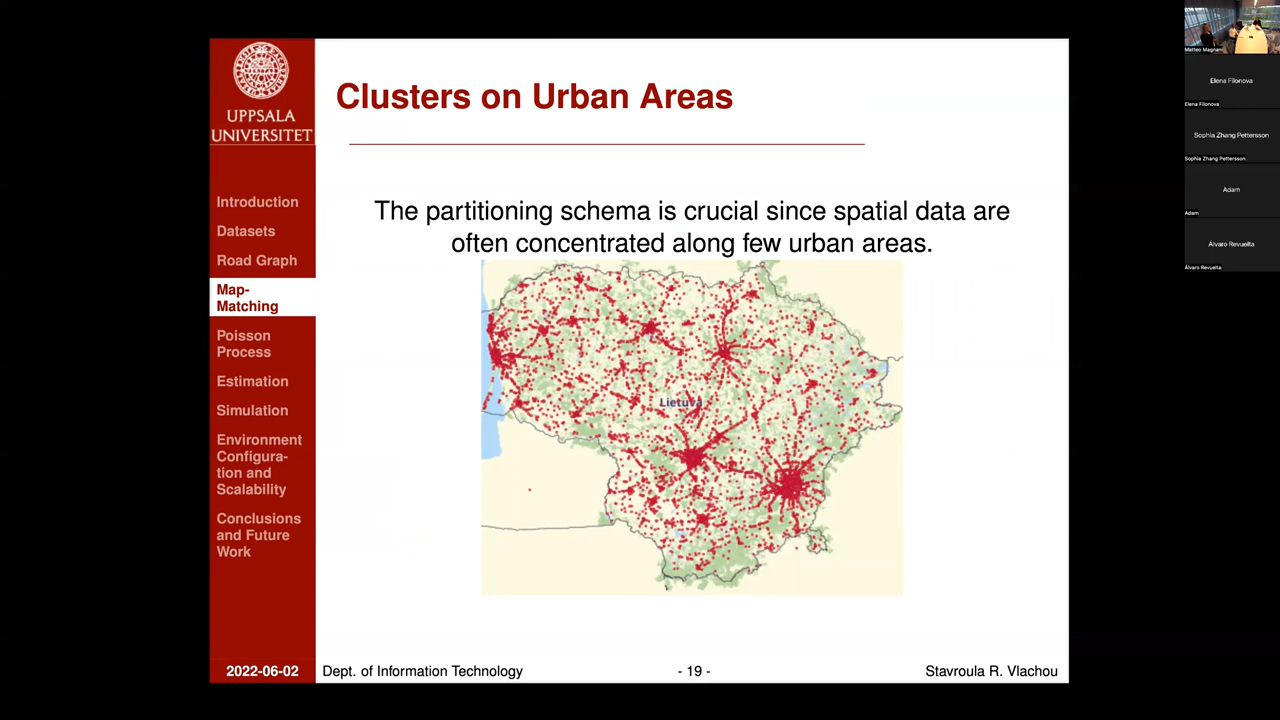 UPPSALA
UNIVERSITET
Introduction
Datasets
Road Graph
Map-
Matching
Poisson
Process
Estimation
Simulation
Environment
Configura-
tion and
Scalability
Conclusions
and Future
Work
2022-06-02
Clusters on Urban Areas
The partitioning schema is crucial since spatial data are
often concentrated along few urban areas.
Lietuva
Dept. of Information Technology
- 19 -
Stavroula R. Vlachou
Matteo Magnani
Elena Filonova
Elena Filonova
Sophia Zhang Pettersson
Sophia Zhang Pettersson
Adam
Adam
Álvaro Revuelta
Álvaro Revuelta